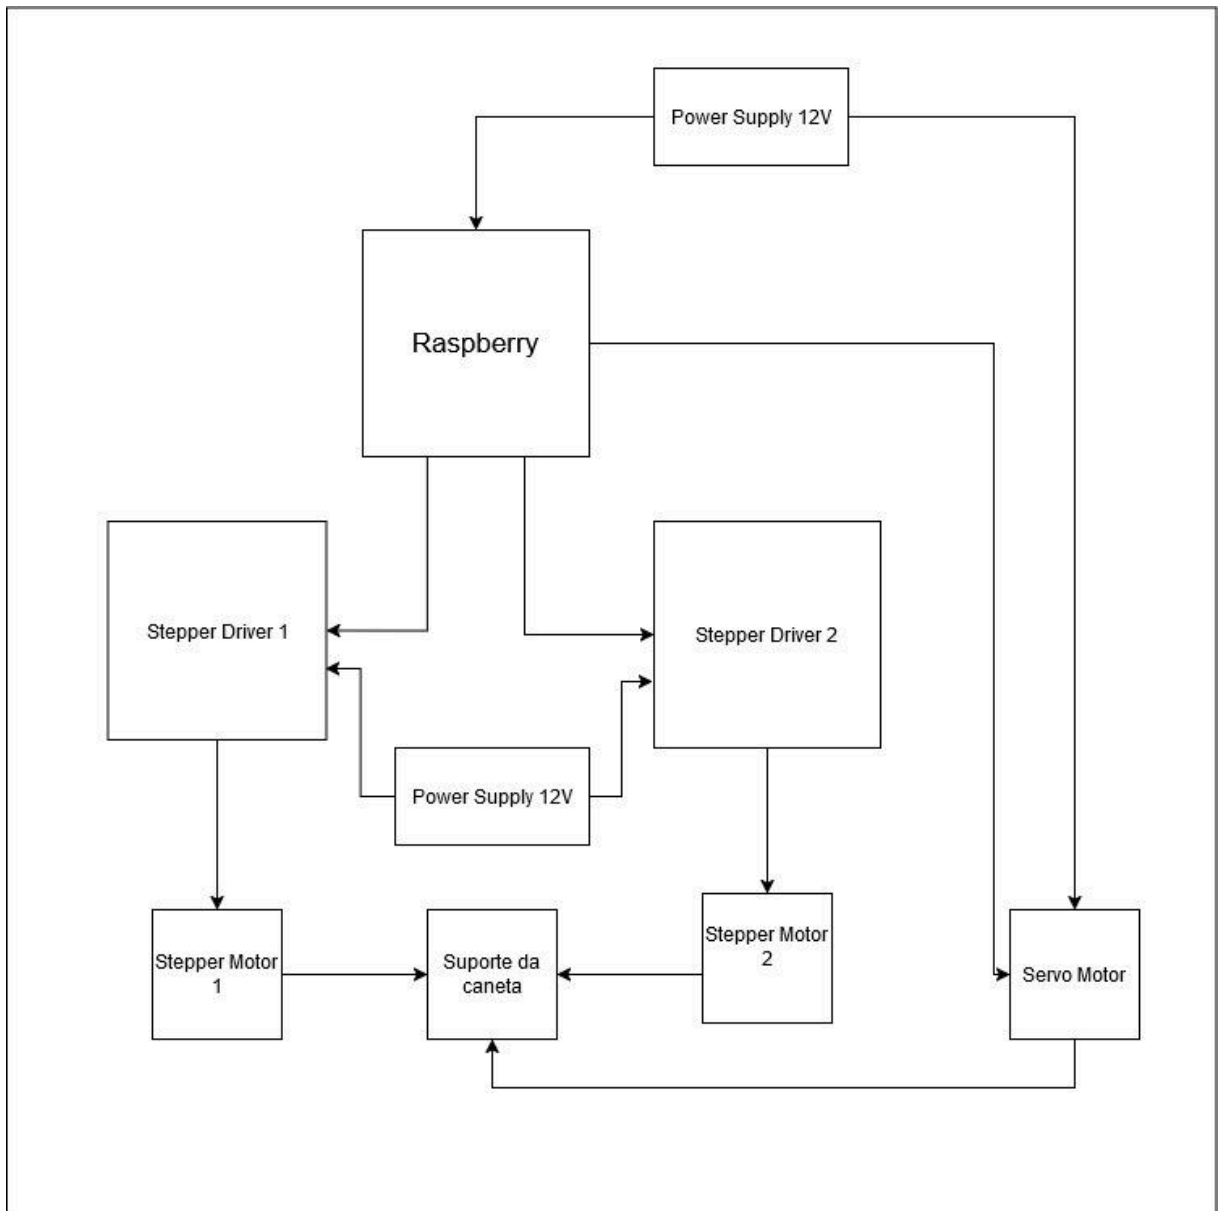 Power Supply 12V
Raspberry
Stepper Driver 1
Stepper Driver 2
Power Supply 12V
Stepper Motor
1
Suporte da
caneta
Stepper Motor
2
Servo Motor